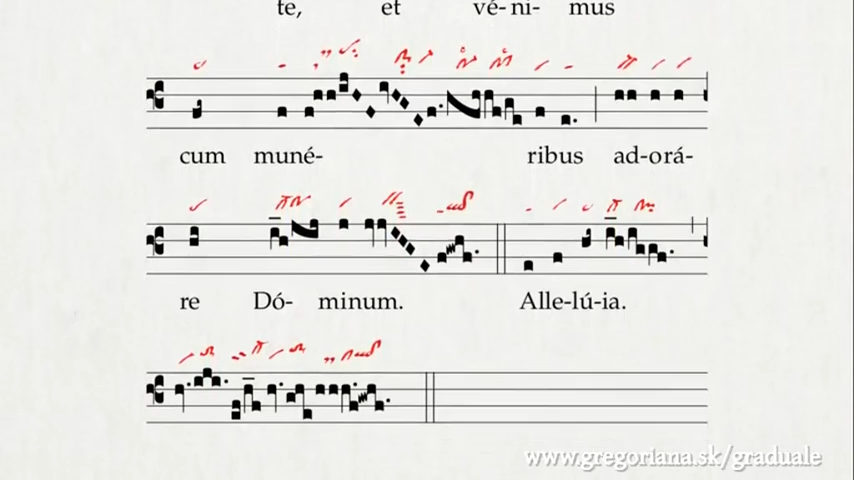 te, et vé- ni- mus
cum muné- ribus ad-orá-
re Dó- minum. Alle-lú-ia.
www.gregoriana.sk/graduale